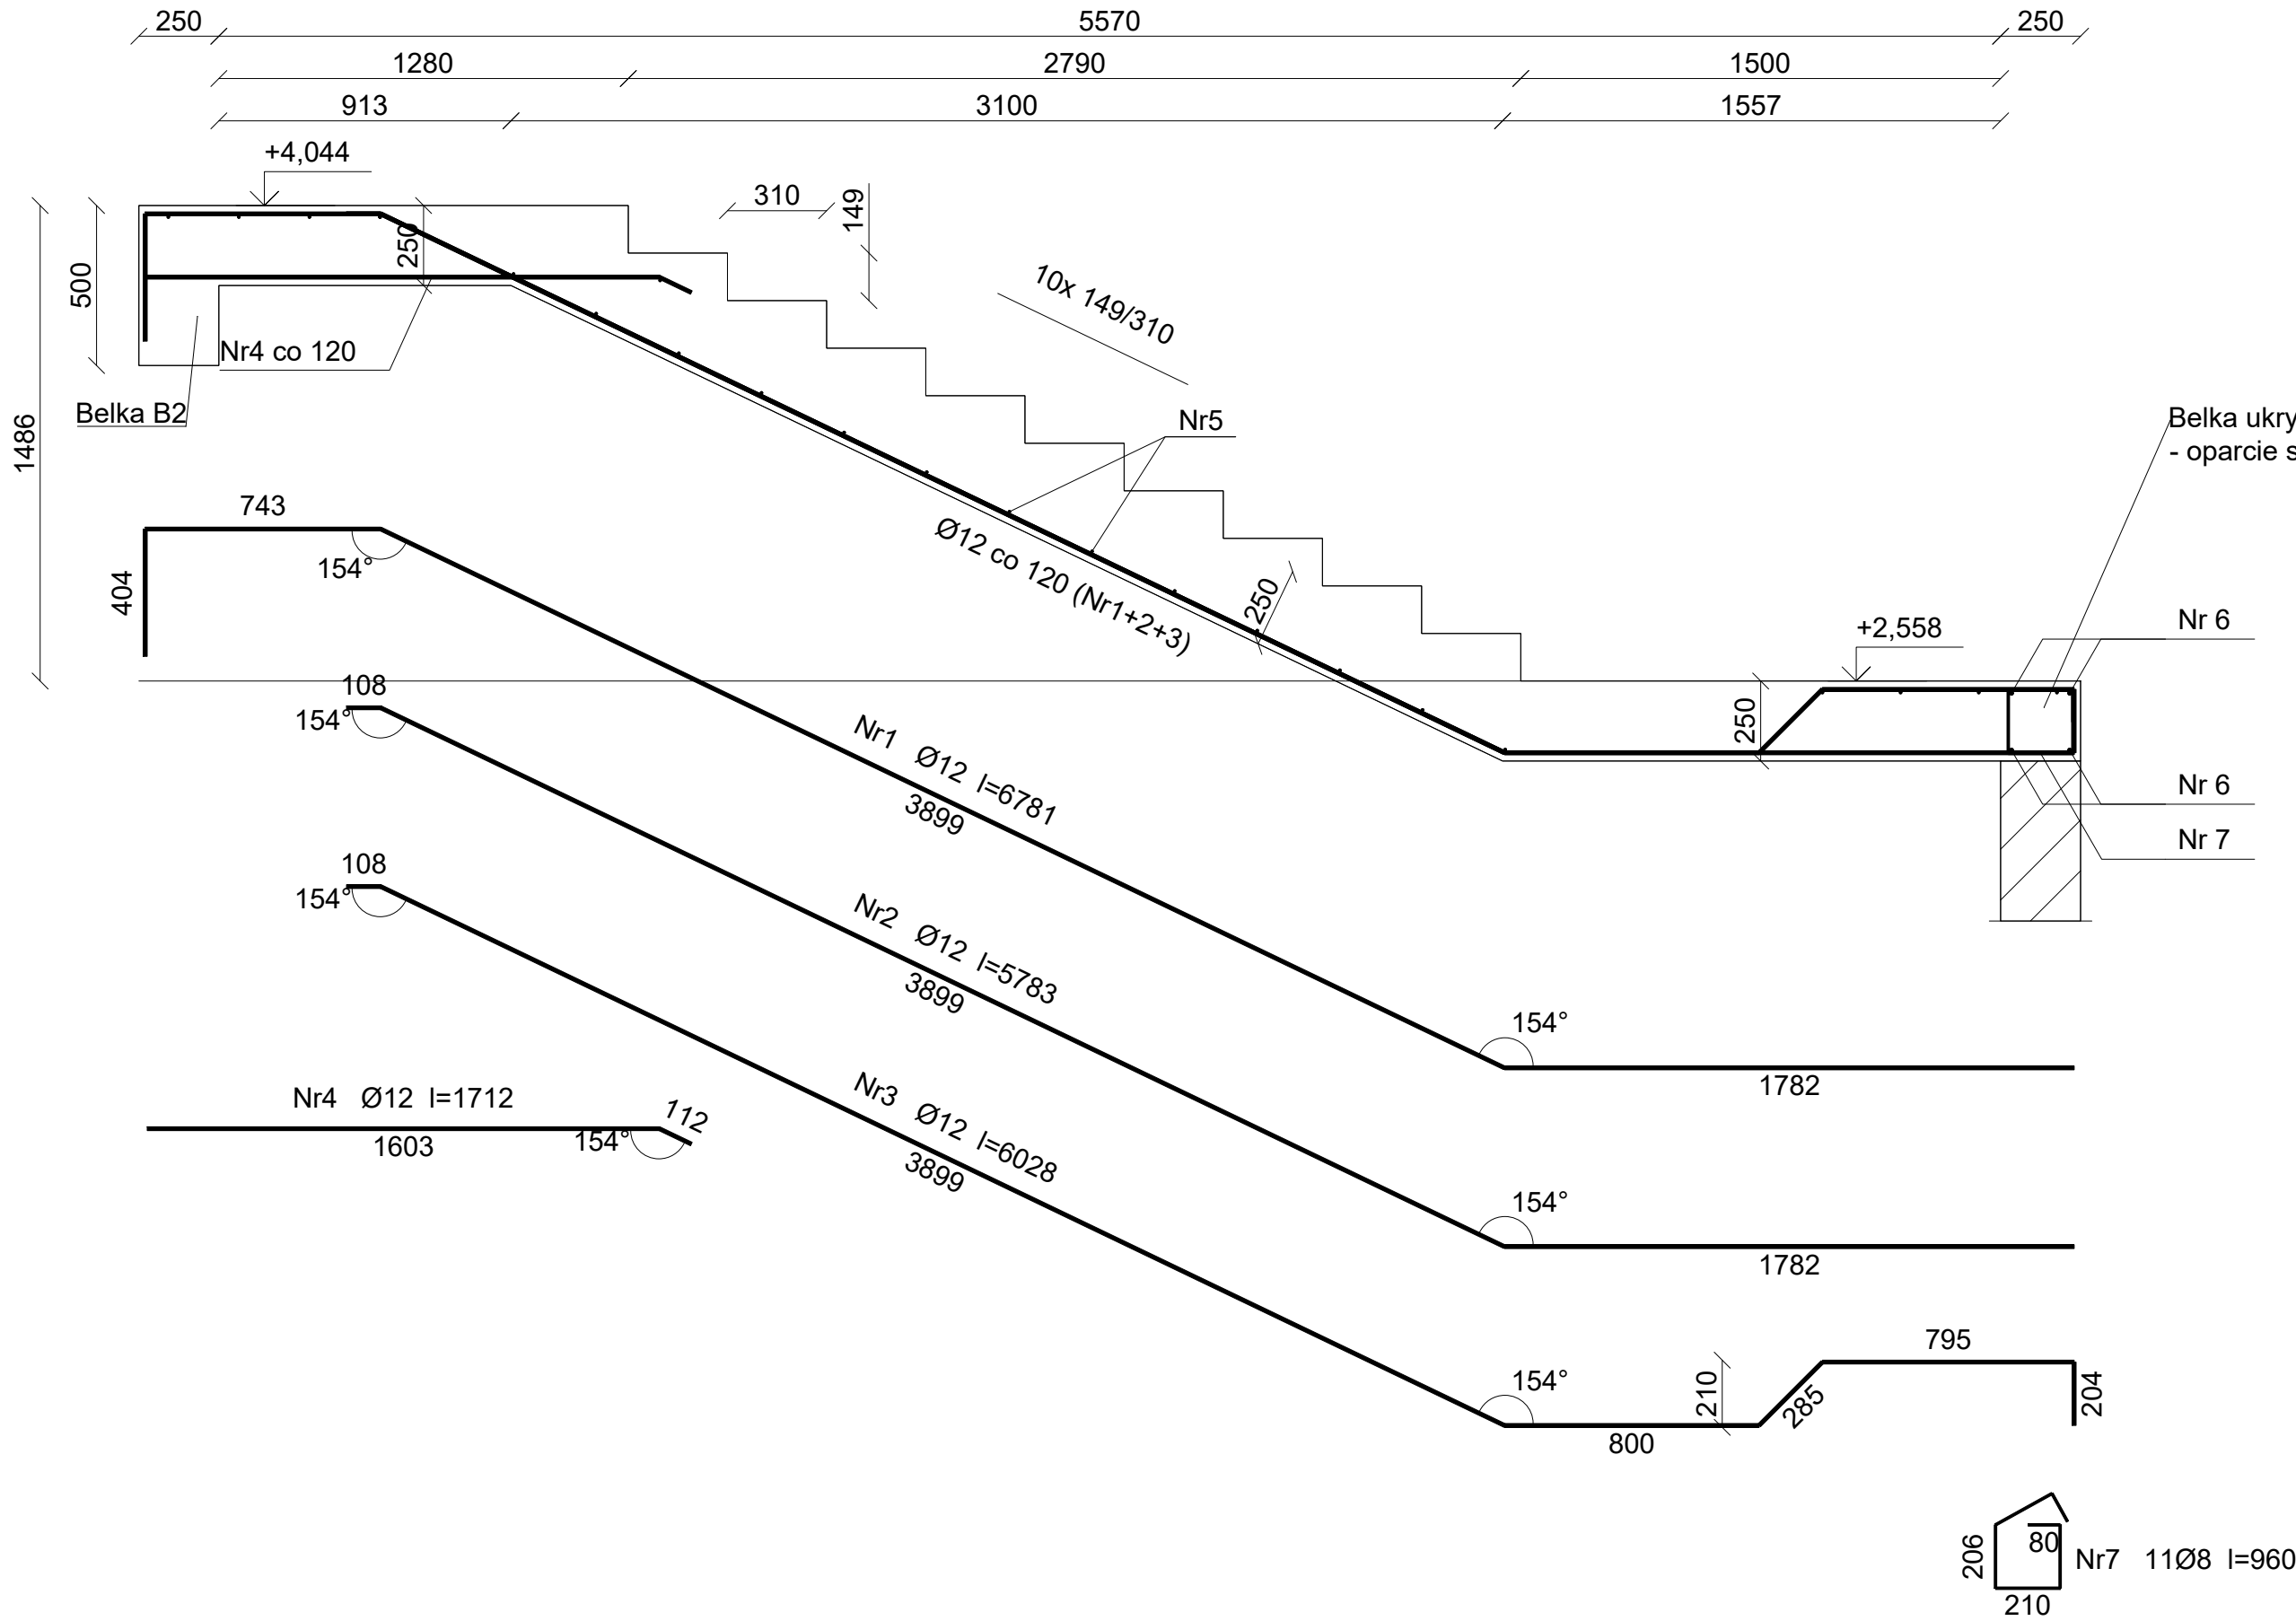 250
5570
250
1280
2790
1500
913
3100
1557
+4,044
310
149
250
500
10x 149/310
Nr4 co 120
Belka B2
Nr5
Belka ukry
- oparcie s
1486
743
154°
404
Ø12 co 120 (Nr1+2+3)
250
+2,558
Nr 6
250
108
154°
Nr1 Ø12 l=6781
3899
Nr 6
Nr 7
108
154°
Nr2 Ø12 l=5783
3899
154°
1782
Nr4 Ø12 l=1712
1603
154°
112
Nr3 Ø12 l=6028
3899
154°
1782
154°
800
210
285
795
204
206
80
210
Nr7 11Ø8 l=960